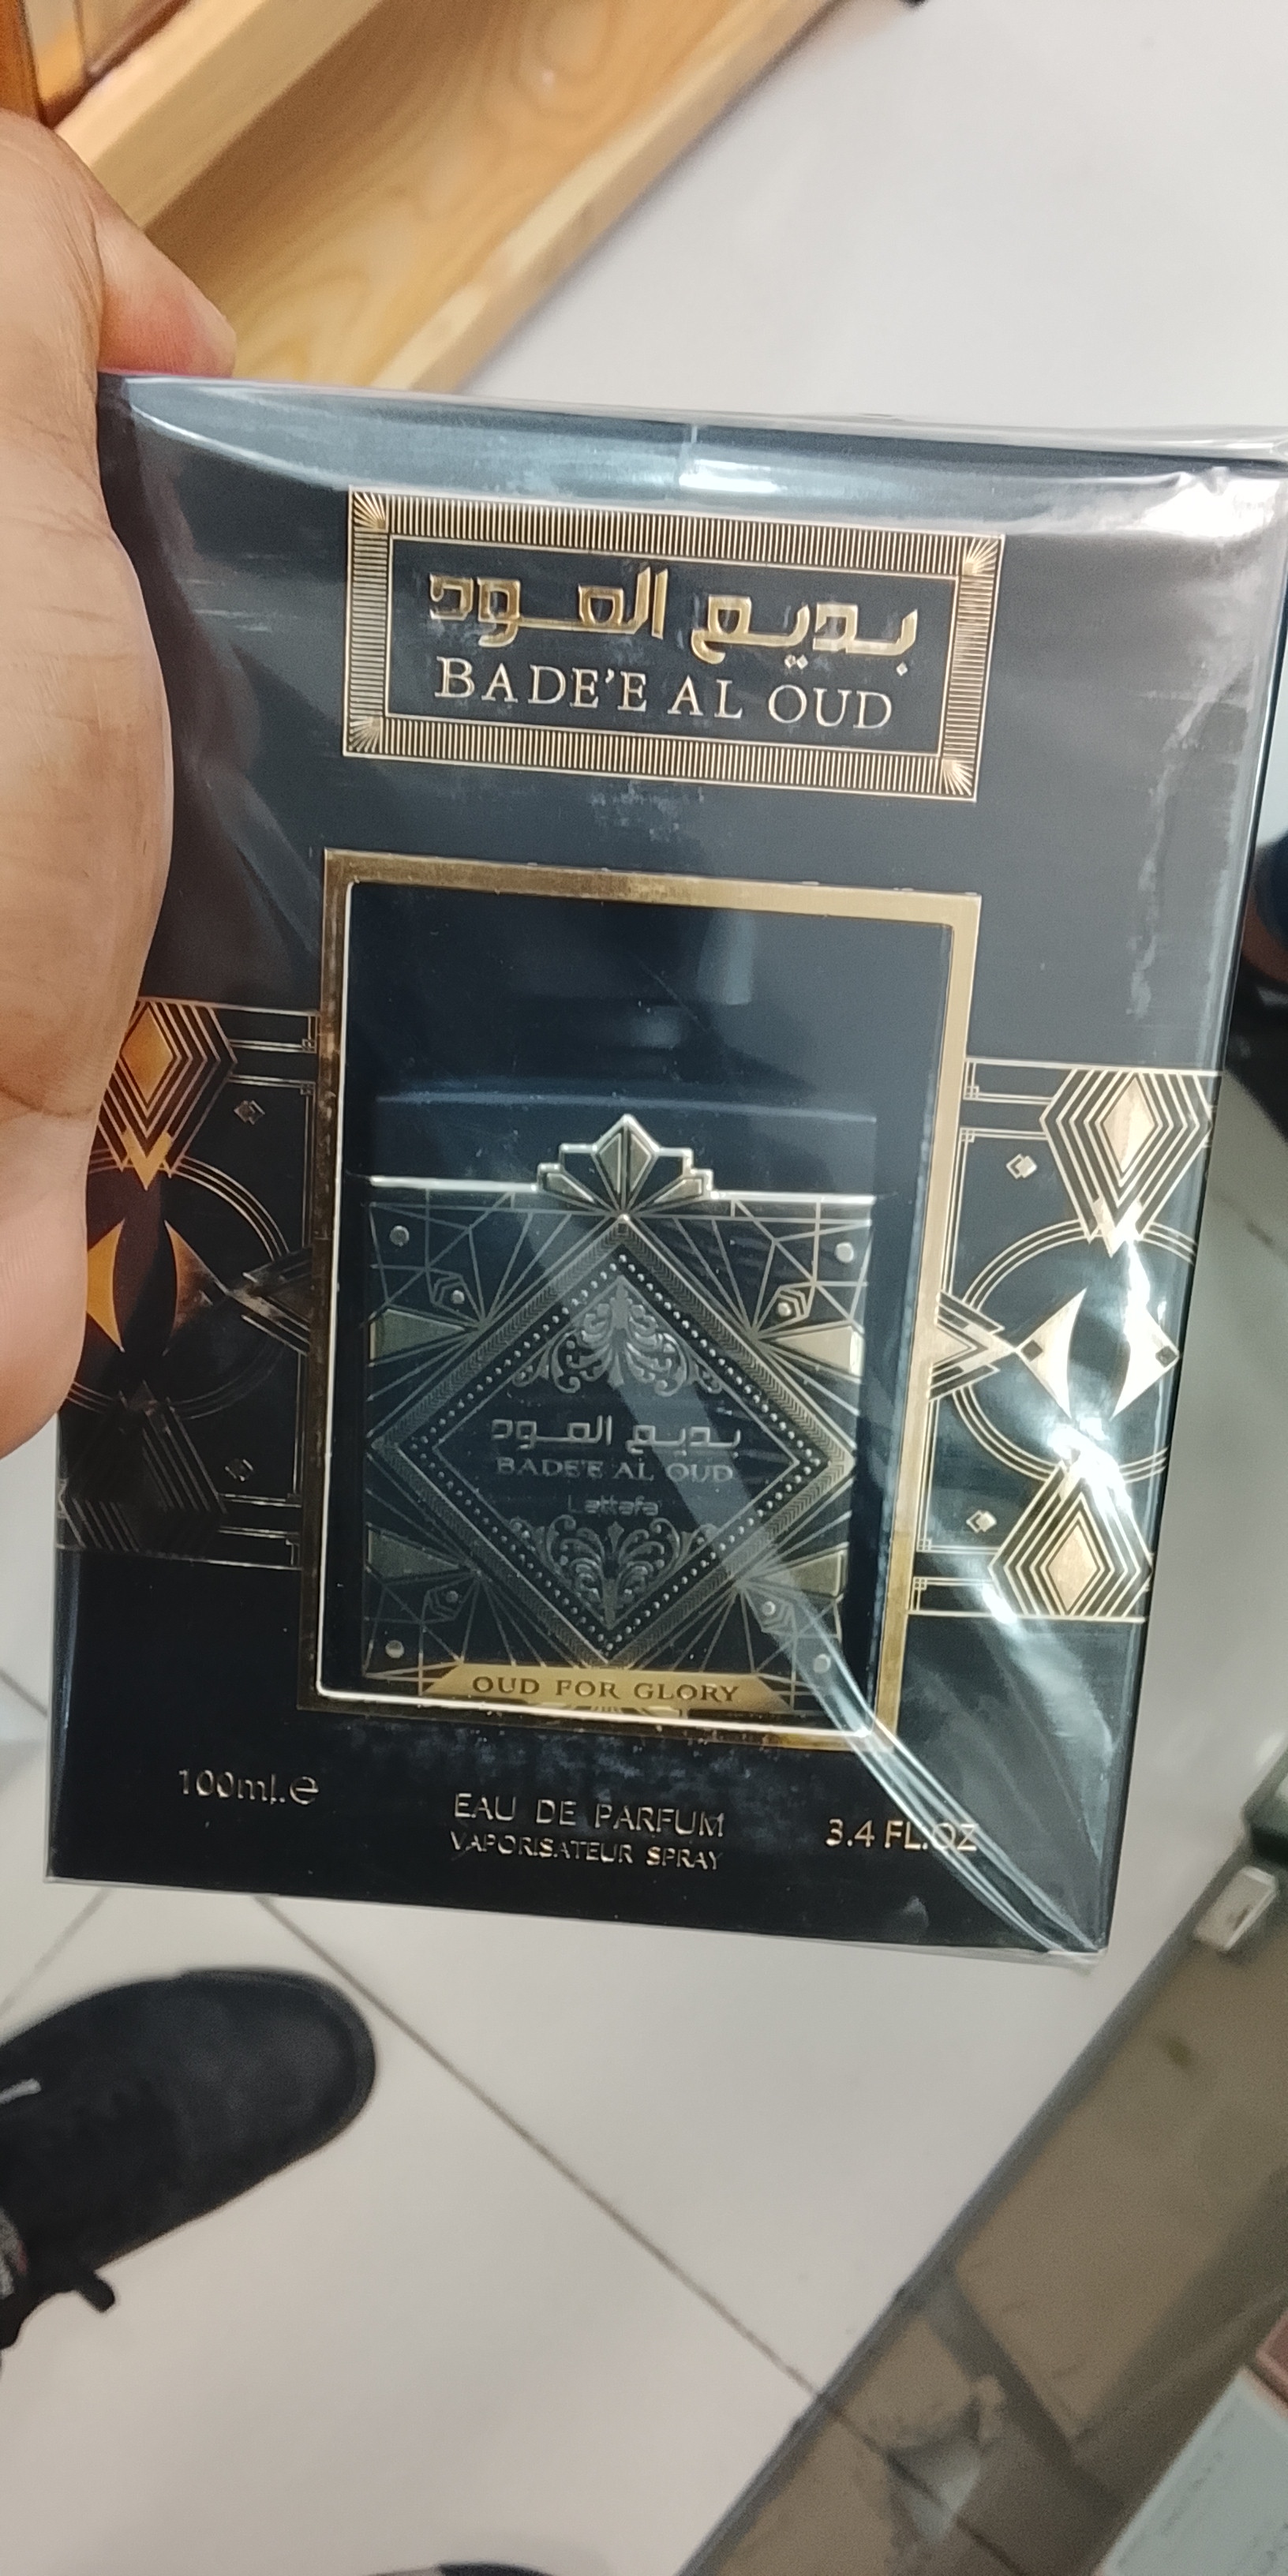 بديع العود
BADE'E AL OUD
بديع العود
BADE'E AL OUD
Lattafa
OUD FOR GLORY
100ml.e
EAU DE PARFUM
3.4 FL.OZ
VAPORISATEUR SPRAY